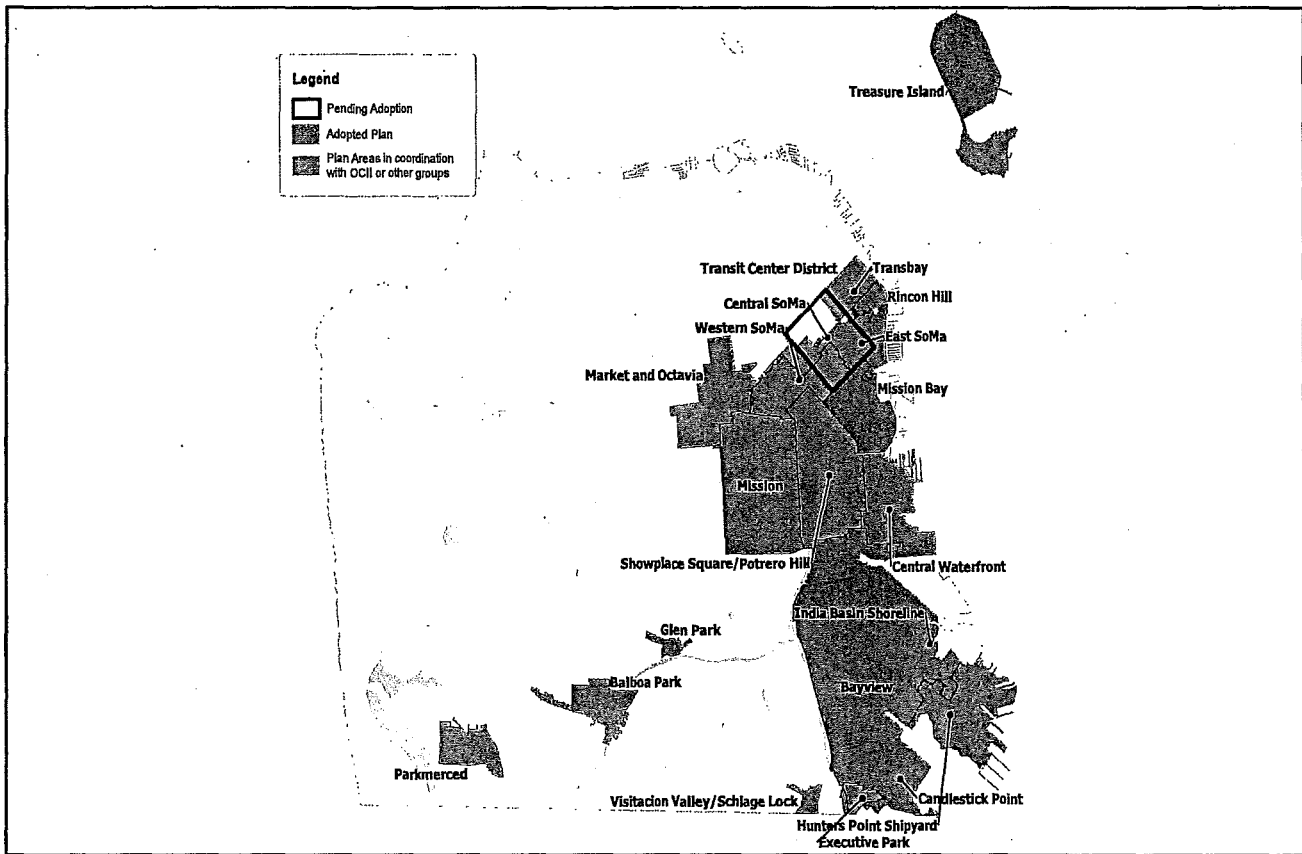 Legend
Pending Adoption
Adopted Plan
Plan Areas in coordination
with OCII or other groups
Treasure Island
Transit Center District
Transbay
Central SoMa
Rincon Hill
Western SoMa
East SoMa
Market and Octavia
Mission Bay
Mission
Showplace Square/Potrero Hill
Central Waterfront
India Basin Shoreline
Glen Park
Balboa Park
Bayview
Parkmerced
Visitacion Valley/Schlage Lock
Candlestick Point
Hunters Point Shipyard
Executive Park